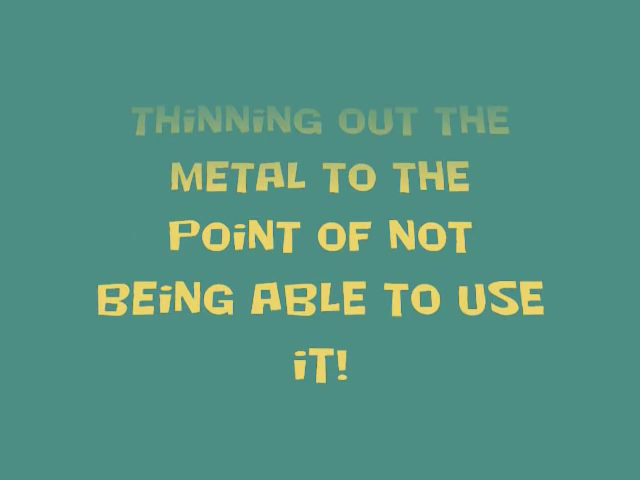 THiNNiNG OUT THE
METAL TO THE
POiNT OF NOT
BEiNG ABLE TO USE
iT!